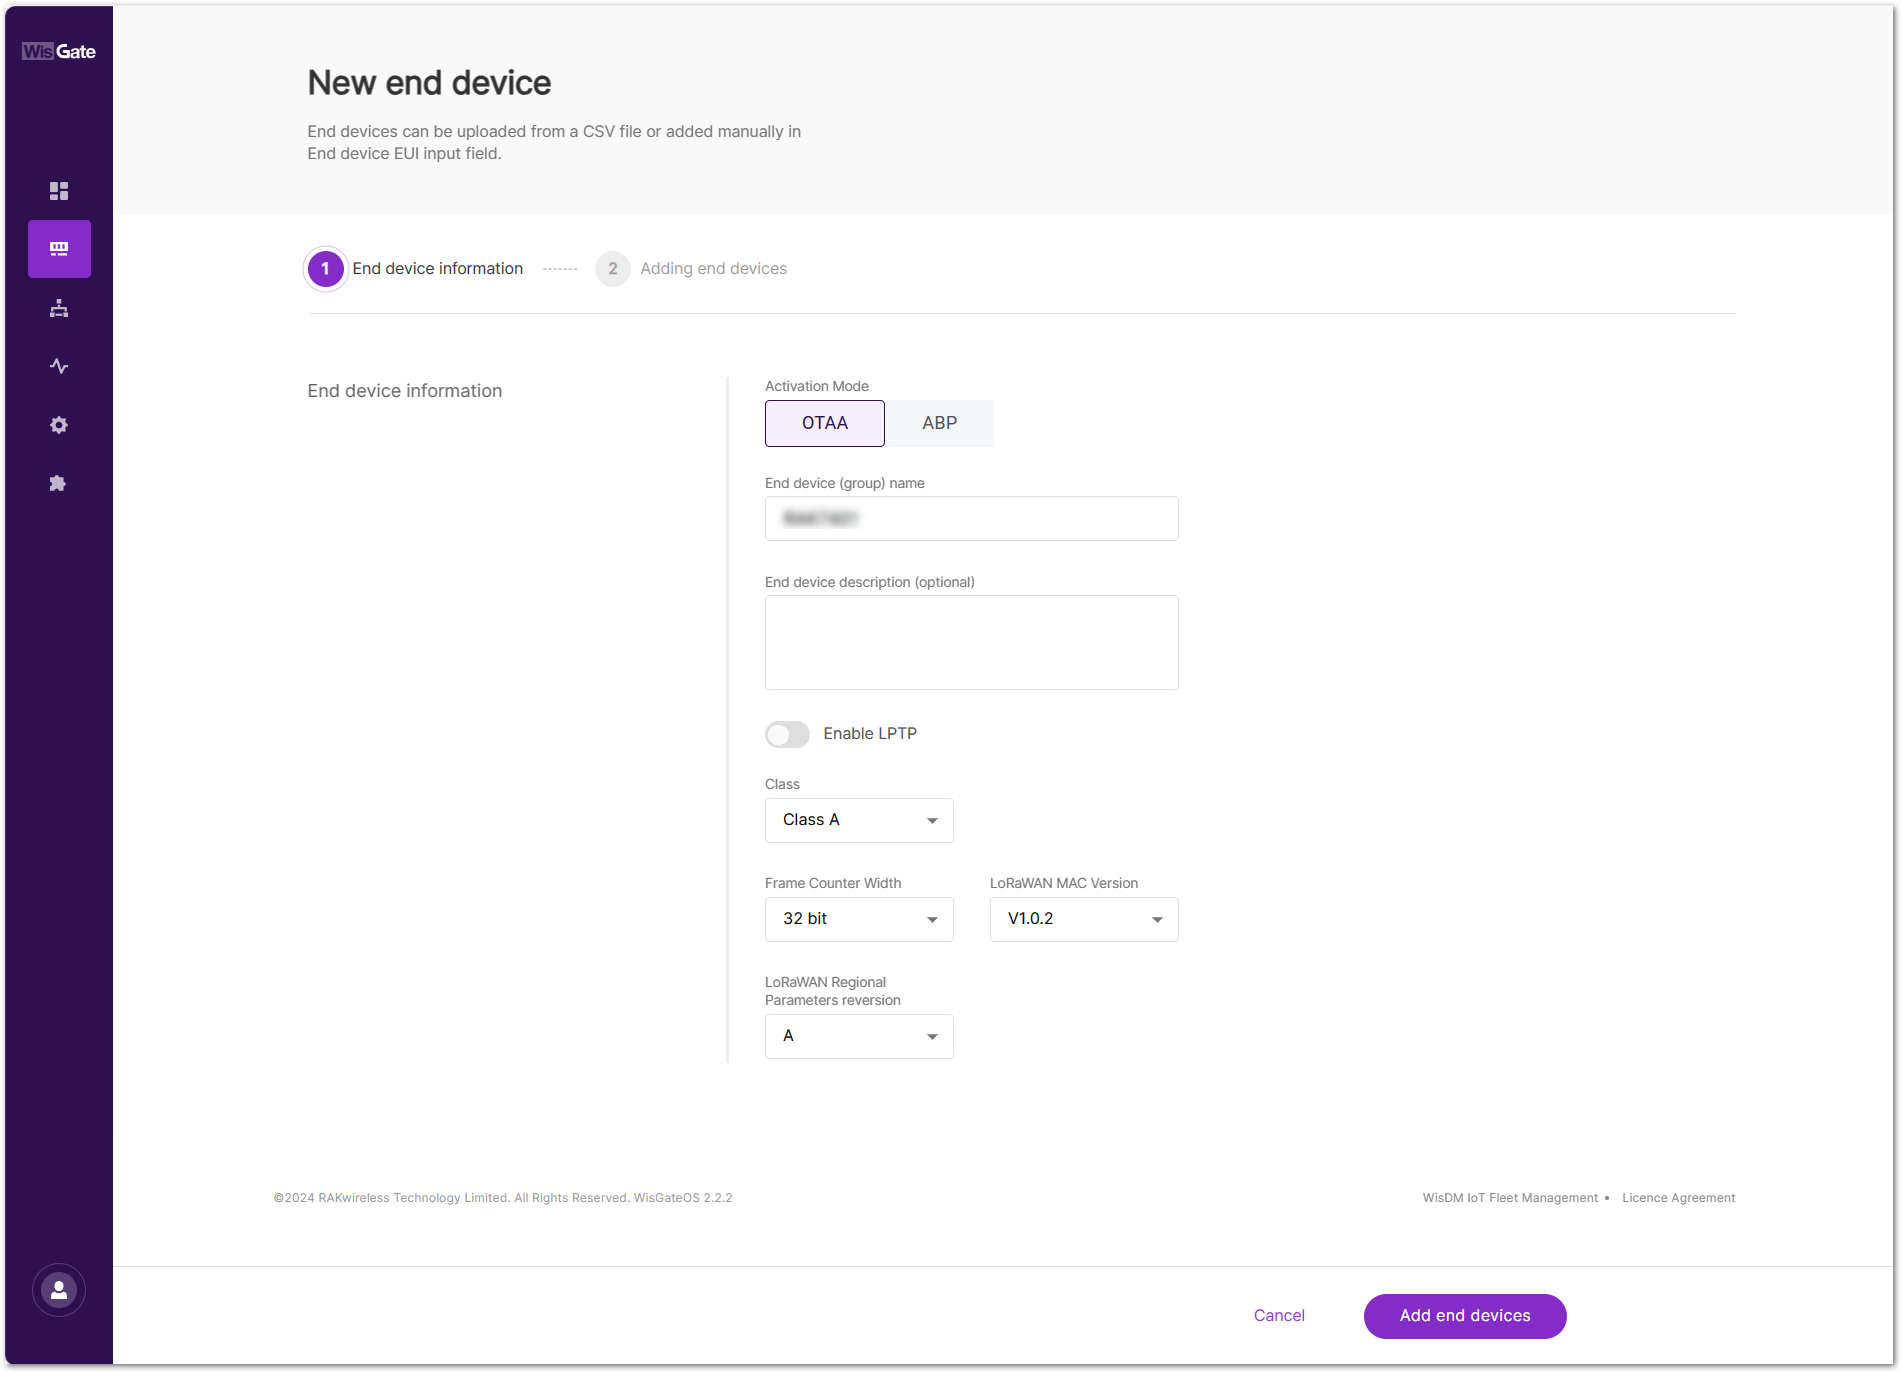 WisGate
New end device
End devices can be uploaded from a CSV file or added manually in
End device EUI input field.
1 End device information ------- 2 Adding end devices
End device information
Activation Mode
OTAA ABP
End device (group) name
End device description (optional)
Enable LPTP
Class
Class A
Frame Counter Width LoRaWAN MAC Version
32 bit V1.0.2
LoRaWAN Regional
Parameters reversion
A
©2024 RAKwireless Technology Limited. All Rights Reserved. WisGateOS 2.2.2 WisDM IoT Fleet Management • Licence Agreement
Cancel Add end devices